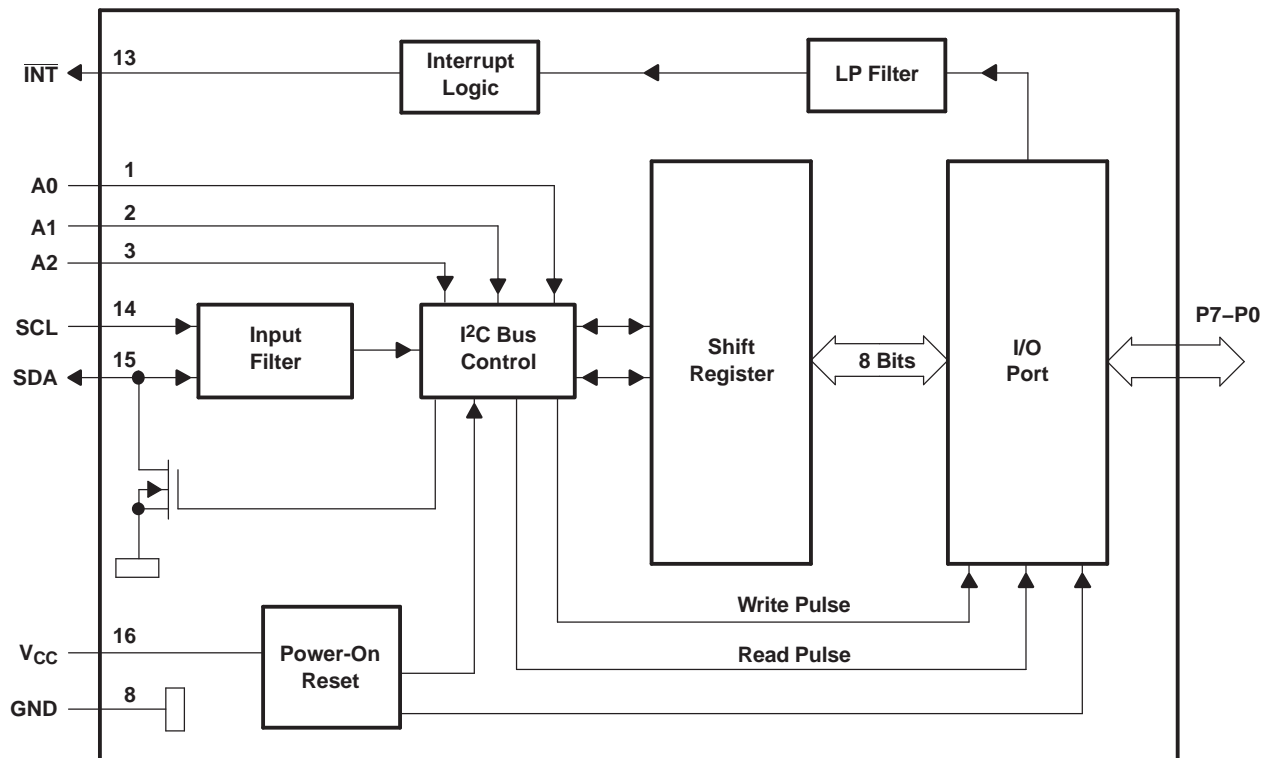 INT
13
Interrupt
Logic
LP Filter
A0
1
A1
2
A2
3
SCL
14
SDA
15
Input
Filter
I²C Bus
Control
Shift
Register
8 Bits
I/O
Port
P7–P0
Write Pulse
Read Pulse
VCC
16
Power-On
Reset
GND
8